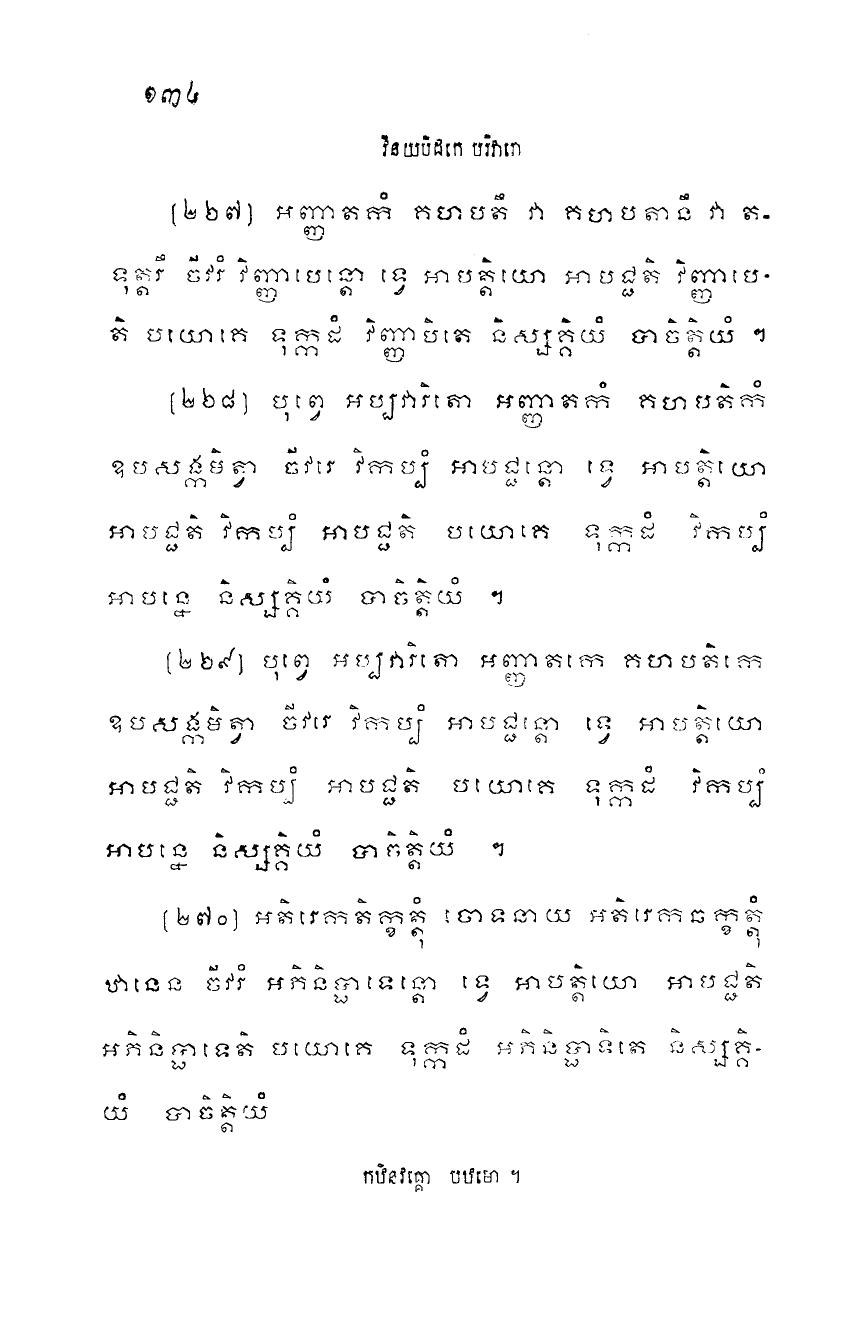 ១៣៤
វិនយបិដកេ បរិវារោ
[២២៧] អញ្ញាតកំ គហបតឹ វា គហបតានឹ វា ត-
ទុត្តរឹ ចីវរំ វិញ្ញាបេន្តោ ទ្វេ អាបត្តិយោ អាបជ្ជតិ វិញ្ញាបេ-
តិ បយោគេ ទុក្កដំ វិញ្ញាបិតេ និស្សគ្គិយំ បាចិត្តិយំ ។
[២២៨] បុព្វេ អប្បវារិតោ អញ្ញាតកំ គហបតិកំ
ឧបសង្កមិត្វា ចីវរេ វិកប្បំ អាបជ្ជន្តោ ទ្វេ អាបត្តិយោ
អាបជ្ជតិ វិកប្បំ អាបជ្ជតិ បយោគេ ទុក្កដំ វិកប្បំ
អាបន្នេ និស្សគ្គិយំ បាចិត្តិយំ ។
[២២៩] បុព្វេ អប្បវារិតោ អញ្ញាតកេ គហបតិកេ
ឧបសង្កមិត្វា ចីវរេ វិកប្បំ អាបជ្ជន្តោ ទ្វេ អាបត្តិយោ
អាបជ្ជតិ វិកប្បំ អាបជ្ជតិ បយោគេ ទុក្កដំ វិកប្បំ
អាបន្នេ និស្សគ្គិយំ បាចិត្តិយំ ។
[២៧០] អតិរេកតិក្ខត្តុំ ចោទនាយ អតិរេកឆក្ខត្តុំ
ឋានេន ចីវរំ អភិនិប្ផាទេន្តោ ទ្វេ អាបត្តិយោ អាបជ្ជតិ
អភិនិប្ផាទេតិ បយោគេ ទុក្កដំ អភិនិប្ផាទិតេ និស្សគ្គិ-
យំ បាចិត្តិយំ
កឋិនវគ្គោ បឋមោ ។